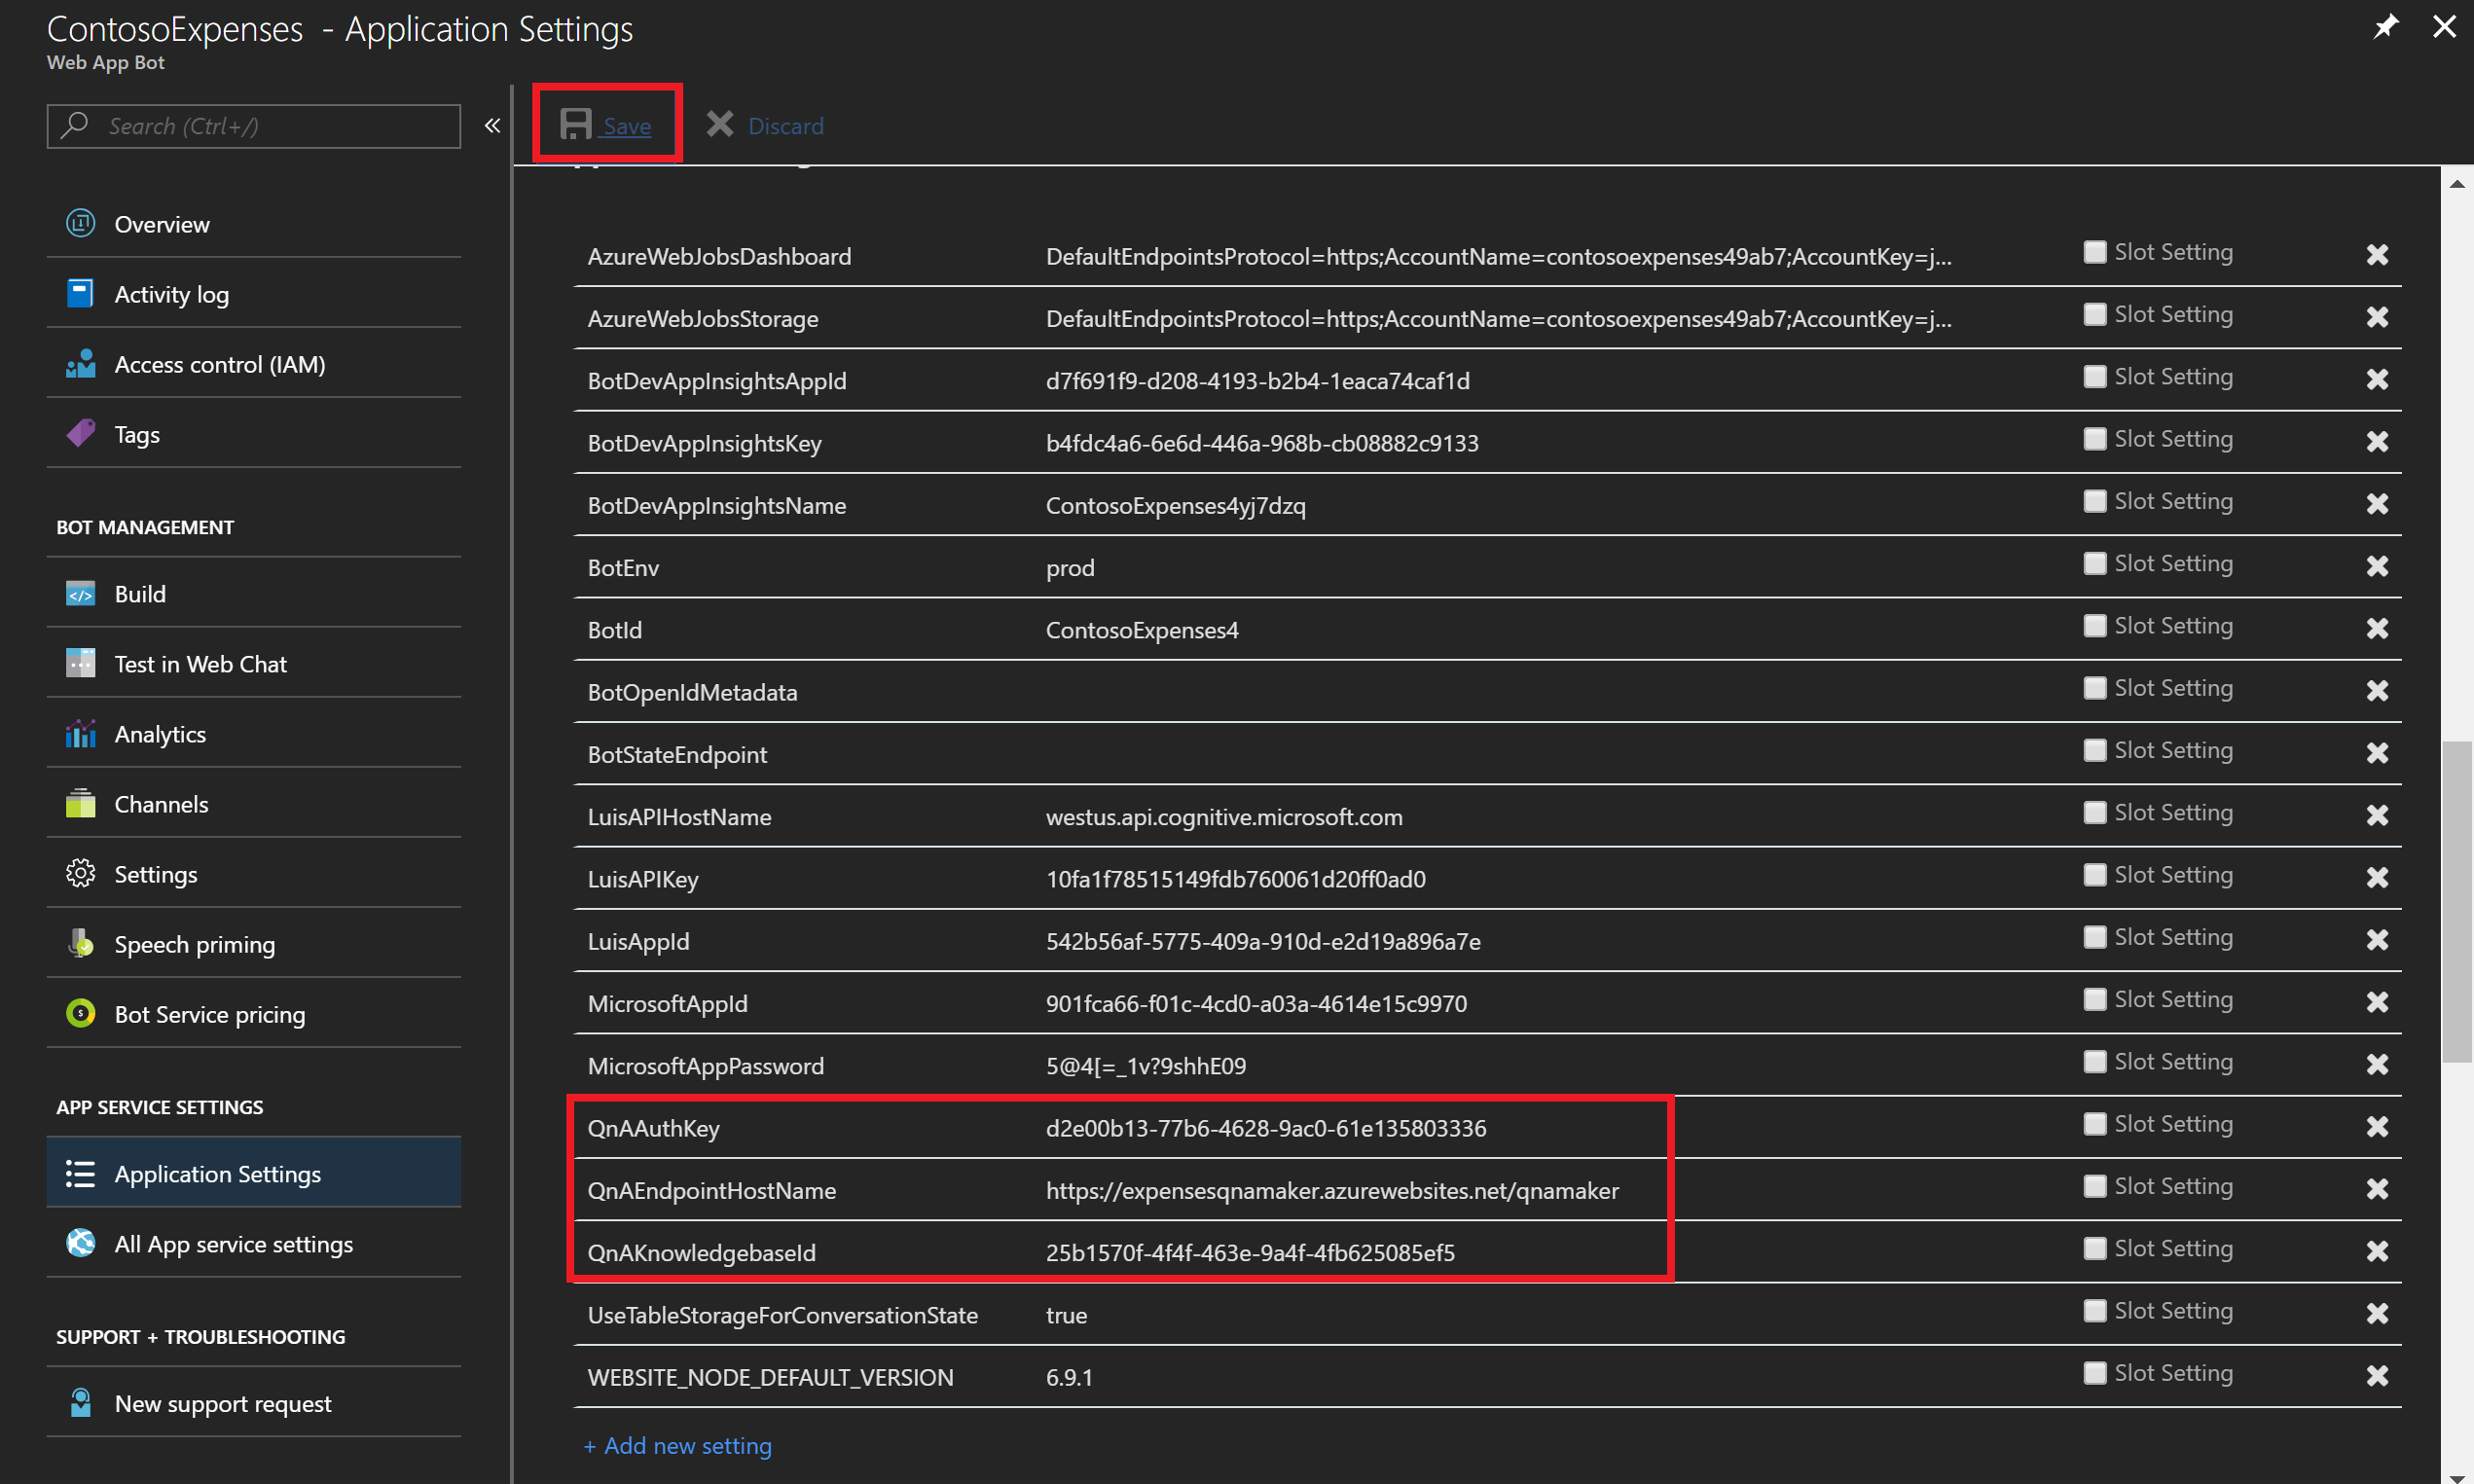 ContosoExpenses - Application Settings
Web App Bot
Search (Ctrl+/)
«
Save
Discard
Overview
Activity log
Access control (IAM)
Tags
BOT MANAGEMENT
Build
Test in Web Chat
Analytics
Channels
Settings
Speech priming
Bot Service pricing
APP SERVICE SETTINGS
Application Settings
All App service settings
SUPPORT + TROUBLESHOOTING
New support request
AzureWebJobsDashboard DefaultEndpointsProtocol=https;AccountName=contosoexpenses49ab7;AccountKey=j... Slot Setting
AzureWebJobsStorage DefaultEndpointsProtocol=https;AccountName=contosoexpenses49ab7;AccountKey=j... Slot Setting
BotDevAppInsightsAppId d7f691f9-d208-4193-b2b4-1eaca74caf1d Slot Setting
BotDevAppInsightsKey b4fdc4a6-6e6d-446a-968b-cb08882c9133 Slot Setting
BotDevAppInsightsName ContosoExpenses4yj7dzq Slot Setting
BotEnv prod Slot Setting
BotId ContosoExpenses4 Slot Setting
BotOpenIdMetadata Slot Setting
BotStateEndpoint Slot Setting
LuisAPIHostName westus.api.cognitive.microsoft.com Slot Setting
LuisAPIKey 10fa1f78515149fdb760061d20ff0ad0 Slot Setting
LuisAppId 542b56af-5775-409a-910d-e2d19a896a7e Slot Setting
MicrosoftAppId 901fca66-f01c-4cd0-a03a-4614e15c9970 Slot Setting
MicrosoftAppPassword 5@4[=_1v?9shhE09 Slot Setting
QnAAuthKey d2e00b13-77b6-4628-9ac0-61e135803336 Slot Setting
QnAEndpointHostName https://expensesqnamaker.azurewebsites.net/qnamaker Slot Setting
QnAKnowledgebaseId 25b1570f-4f4f-463e-9a4f-4fb625085ef5 Slot Setting
UseTableStorageForConversationState true Slot Setting
WEBSITE_NODE_DEFAULT_VERSION 6.9.1 Slot Setting
+ Add new setting